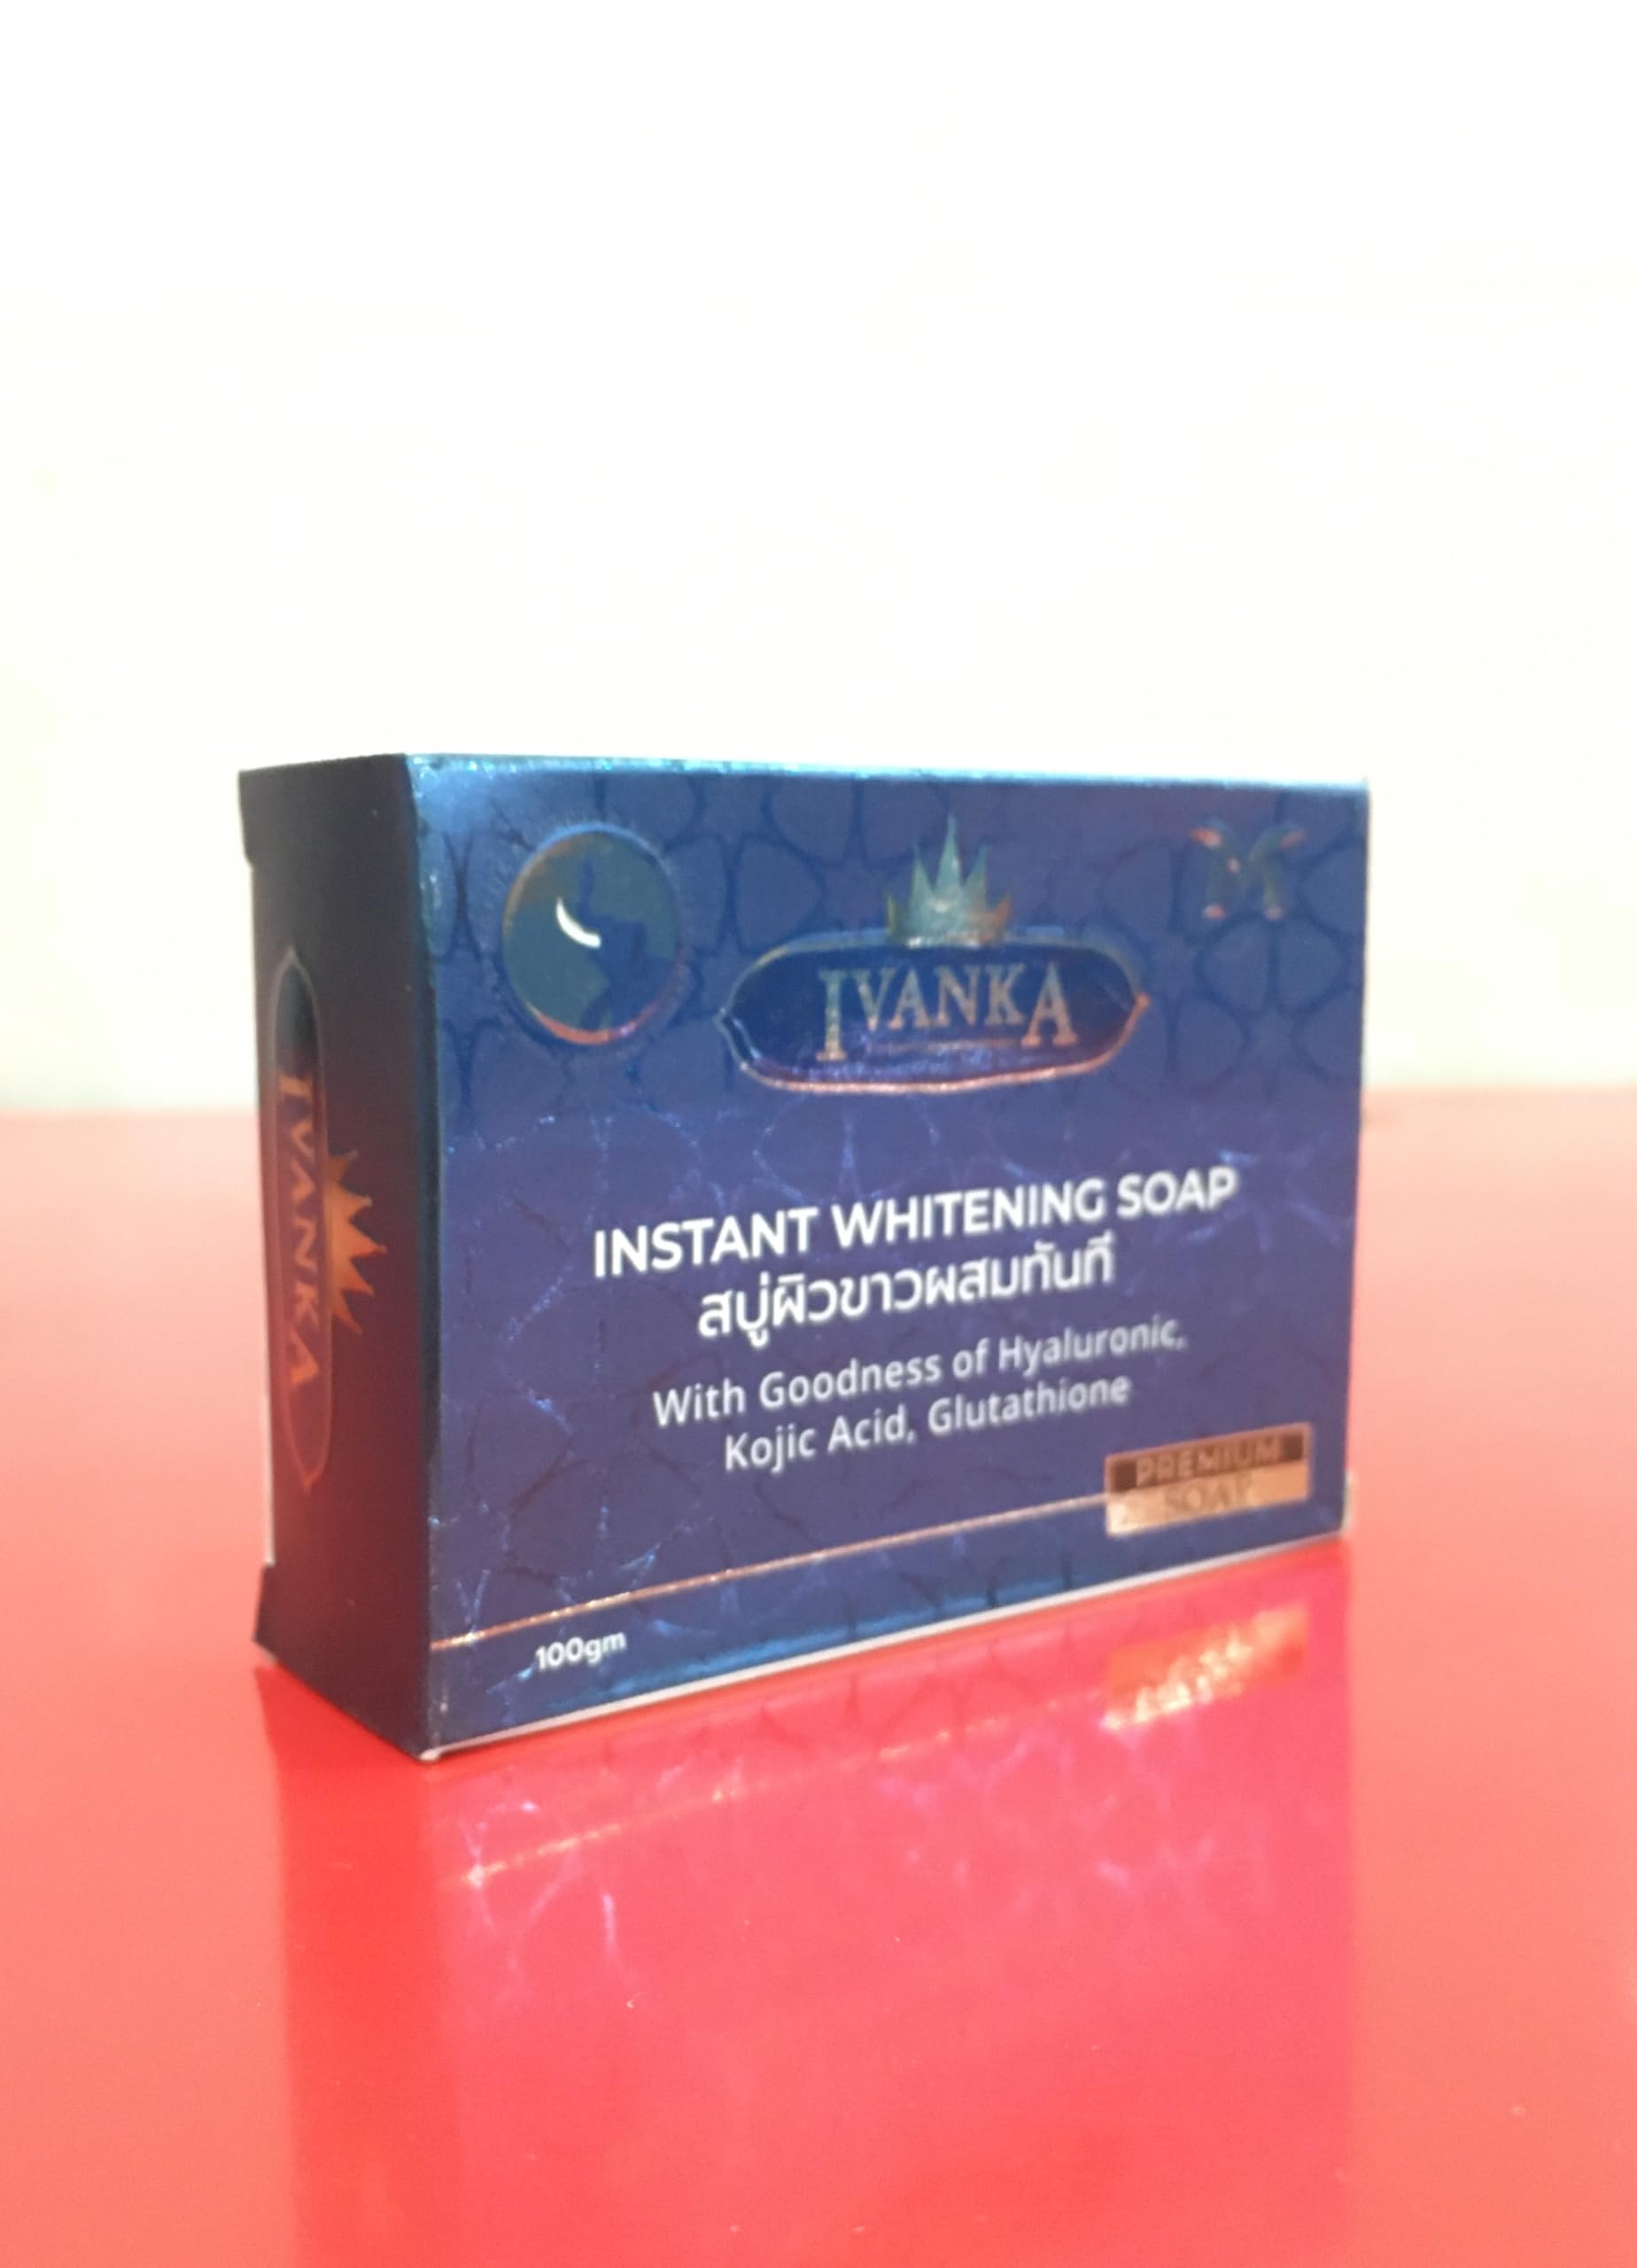 IVANKA
INSTANT WHITENING SOAP
สบู่ผิวขาวผสมทันที
With Goodness of Hyaluronic,
Kojic Acid, Glutathione
PREMIUM
SOAP
100gm
IVANKA